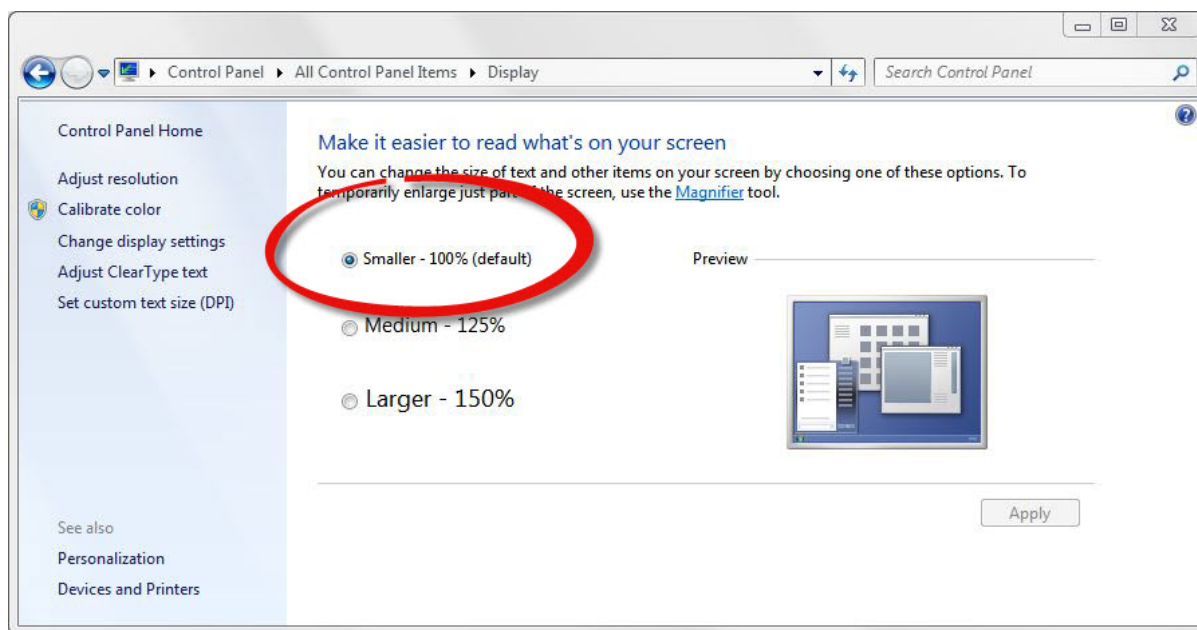 Control Panel ▸ All Control Panel Items ▸ Display
Search Control Panel
Control Panel Home
Adjust resolution
Calibrate color
Change display settings
Adjust ClearType text
Set custom text size (DPI)
See also
Personalization
Devices and Printers
Make it easier to read what's on your screen
You can change the size of text and other items on your screen by choosing one of these options. To
temporarily enlarge just part of the screen, use the Magnifier tool.
Smaller - 100% (default)
Preview
Medium - 125%
Larger - 150%
Apply